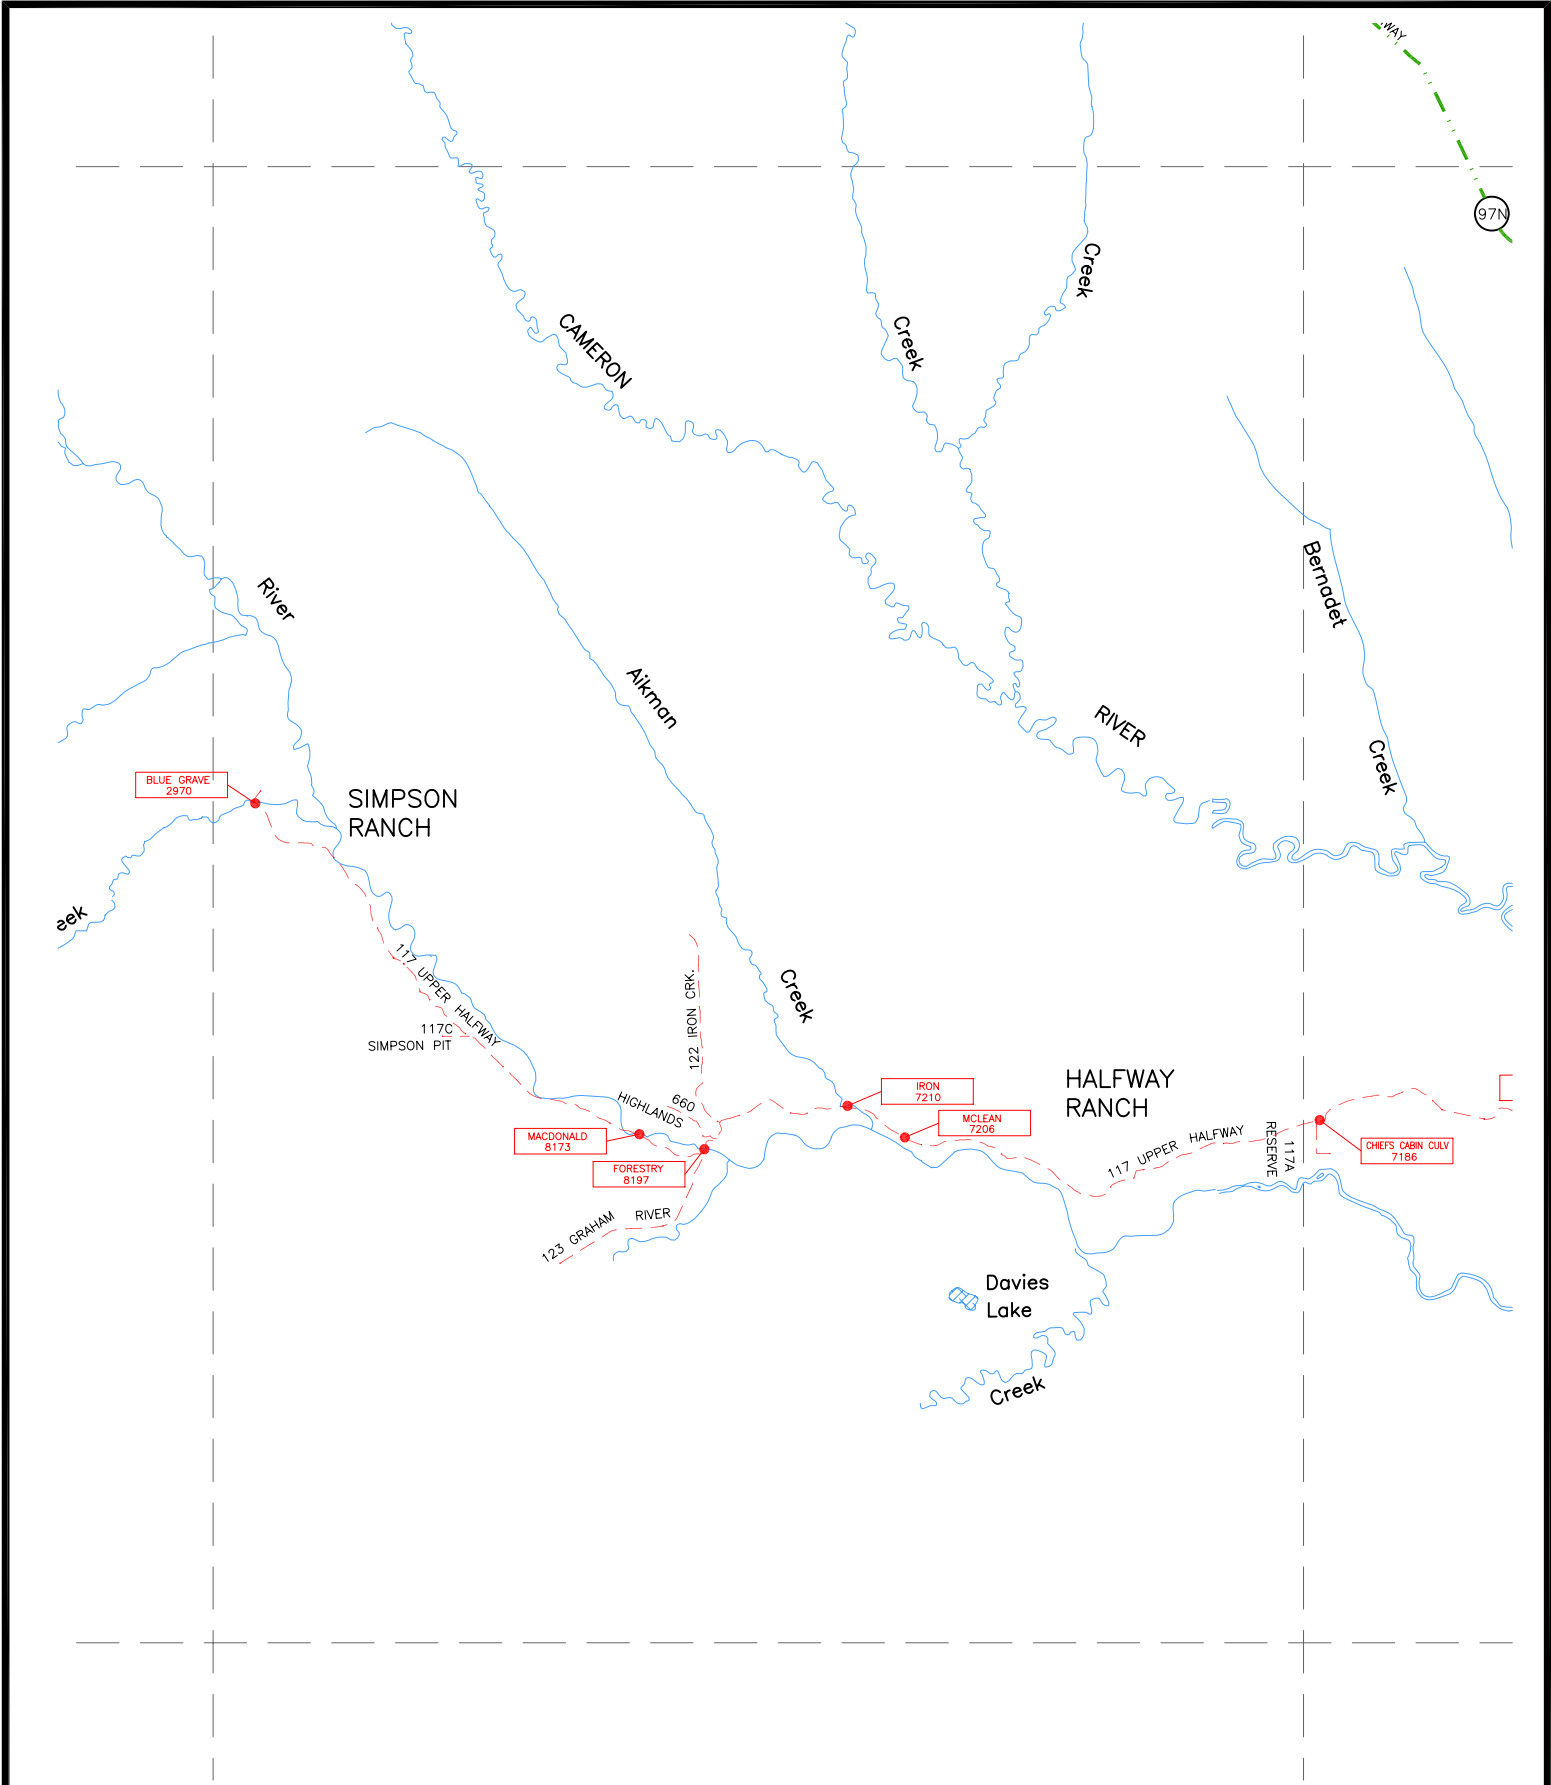 97N
Creek
Creek
CAMERON
Bernadet
River
Aikman
RIVER
Creek
BLUE GRAVE
2970
SIMPSON
RANCH
117 UPPER HALFWAY
Creek
122 IRON CRK.
117C
SIMPSON PIT
HALFWAY
RANCH
IRON
7210
660
HIGHLANDS
MCLEAN
7206
MACDONALD
8173
FORESTRY
8197
117 UPPER HALFWAY
117A
RESERVE
CHIEFS CABIN CULV
7186
123 GRAHAM RIVER
Davies
Lake
Creek